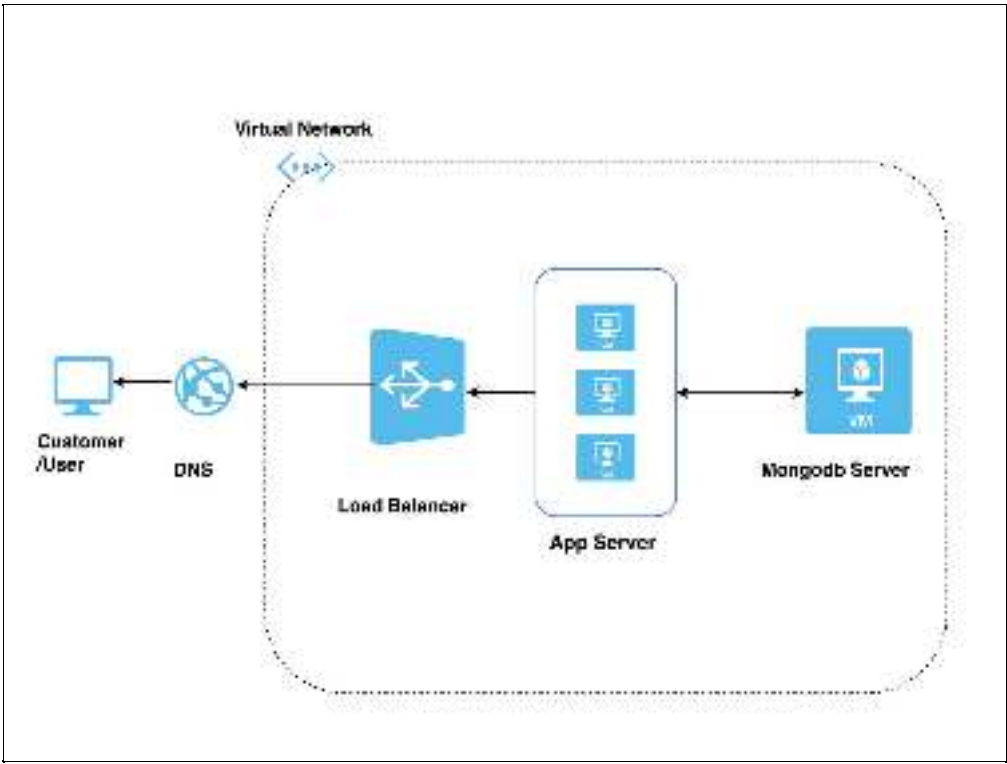 Virtual Network
Customer
/User
DNS
Load Balancer
App Server
VM
Mongodb Server